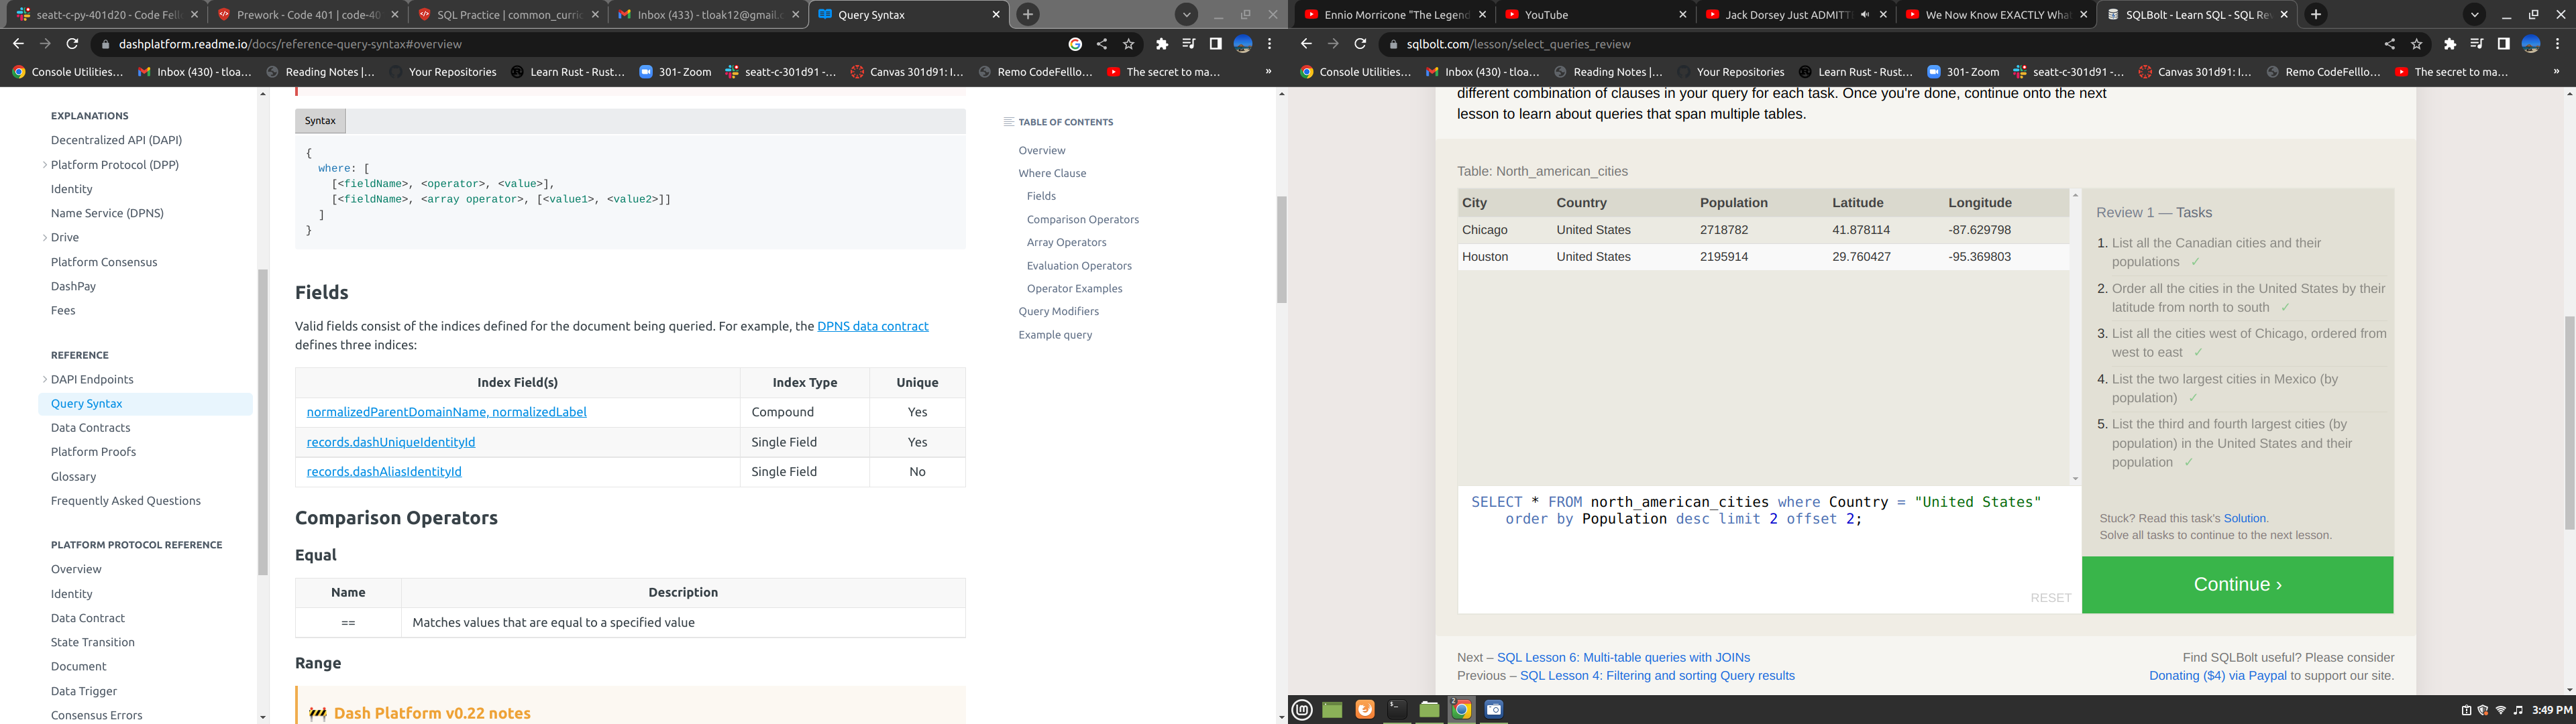 seatt-c-py-401d20 - Code Fell
Prework - Code 401 | code-40
SQL Practice | common_curric
Inbox (433) - tloak12@gmail.c
Query Syntax
dashplatform.readme.io/docs/reference-query-syntax#overview
Console Utilities...
Inbox (430) - tloa...
Reading Notes |...
Your Repositories
Learn Rust - Rust...
301- Zoom
seatt-c-301d91 -...
Canvas 301d91: I...
Remo CodeFello...
The secret to ma...
»
EXPLANATIONS
Decentralized API (DAPI)
Platform Protocol (DPP)
Identity
Name Service (DPNS)
Drive
Platform Consensus
DashPay
Fees
REFERENCE
DAPI Endpoints
Query Syntax
Data Contracts
Platform Proofs
Glossary
Frequently Asked Questions
PLATFORM PROTOCOL REFERENCE
Overview
Identity
Data Contract
State Transition
Document
Data Trigger
Consensus Errors
Syntax
{
where: [
[<fieldName>, <operator>, <value>],
[<fieldName>, <array operator>, [<value1>, <value2>]]
]
}
Fields
Valid fields consist of the indices defined for the document being queried. For example, the DPNS data contract
defines three indices:
Index Field(s) Index Type Unique
normalizedParentDomainName, normalizedLabel Compound Yes
records.dashUniqueIdentityId Single Field Yes
records.dashAliasIdentityId Single Field No
Comparison Operators
Equal
Name Description
== Matches values that are equal to a specified value
Range
Dash Platform v0.22 notes
TABLE OF CONTENTS
Overview
Where Clause
Fields
Comparison Operators
Array Operators
Evaluation Operators
Operator Examples
Query Modifiers
Example query
Ennio Morricone "The Legend
YouTube
Jack Dorsey Just ADMITT
We Now Know EXACTLY Wha
SQLBolt - Learn SQL - SQL Re
sqlbolt.com/lesson/select_queries_review
Console Utilities...
Inbox (430) - tloa...
Reading Notes |...
Your Repositories
Learn Rust - Rust...
301- Zoom
seatt-c-301d91 -...
Canvas 301d91: I...
Remo CodeFello...
The secret to ma...
»
different combination of clauses in your query for each task. Once you're done, continue onto the next
lesson to learn about queries that span multiple tables.
Table: North_american_cities
City Country Population Latitude Longitude
Chicago United States 2718782 41.878114 -87.629798
Houston United States 2195914 29.760427 -95.369803
SELECT * FROM north_american_cities where Country = "United States"
order by Population desc limit 2 offset 2;
RESET
Review 1 — Tasks
1. List all the Canadian cities and their
populations ✓
2. Order all the cities in the United States by their
latitude from north to south ✓
3. List all the cities west of Chicago, ordered from
west to east ✓
4. List the two largest cities in Mexico (by
population) ✓
5. List the third and fourth largest cities (by
population) in the United States and their
population ✓
Stuck? Read this task's Solution.
Solve all tasks to continue to the next lesson.
Continue ›
Next – SQL Lesson 6: Multi-table queries with JOINs
Previous – SQL Lesson 4: Filtering and sorting Query results
Find SQLBolt useful? Please consider
Donating ($4) via Paypal to support our site.
2
3:49 PM